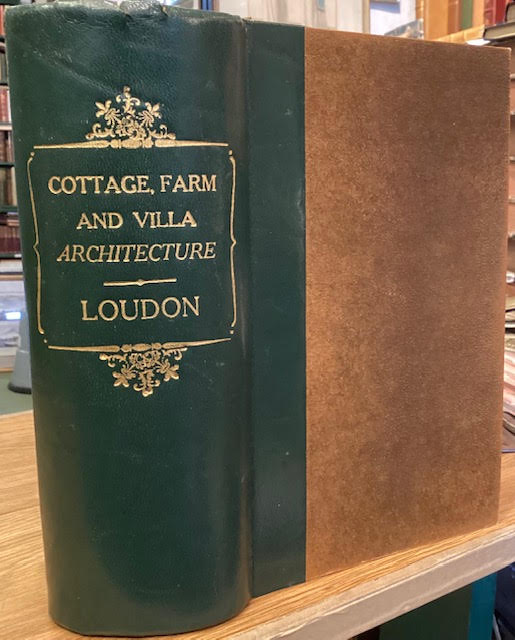 COTTAGE, FARM
AND VILLA
ARCHITECTURE
LOUDON